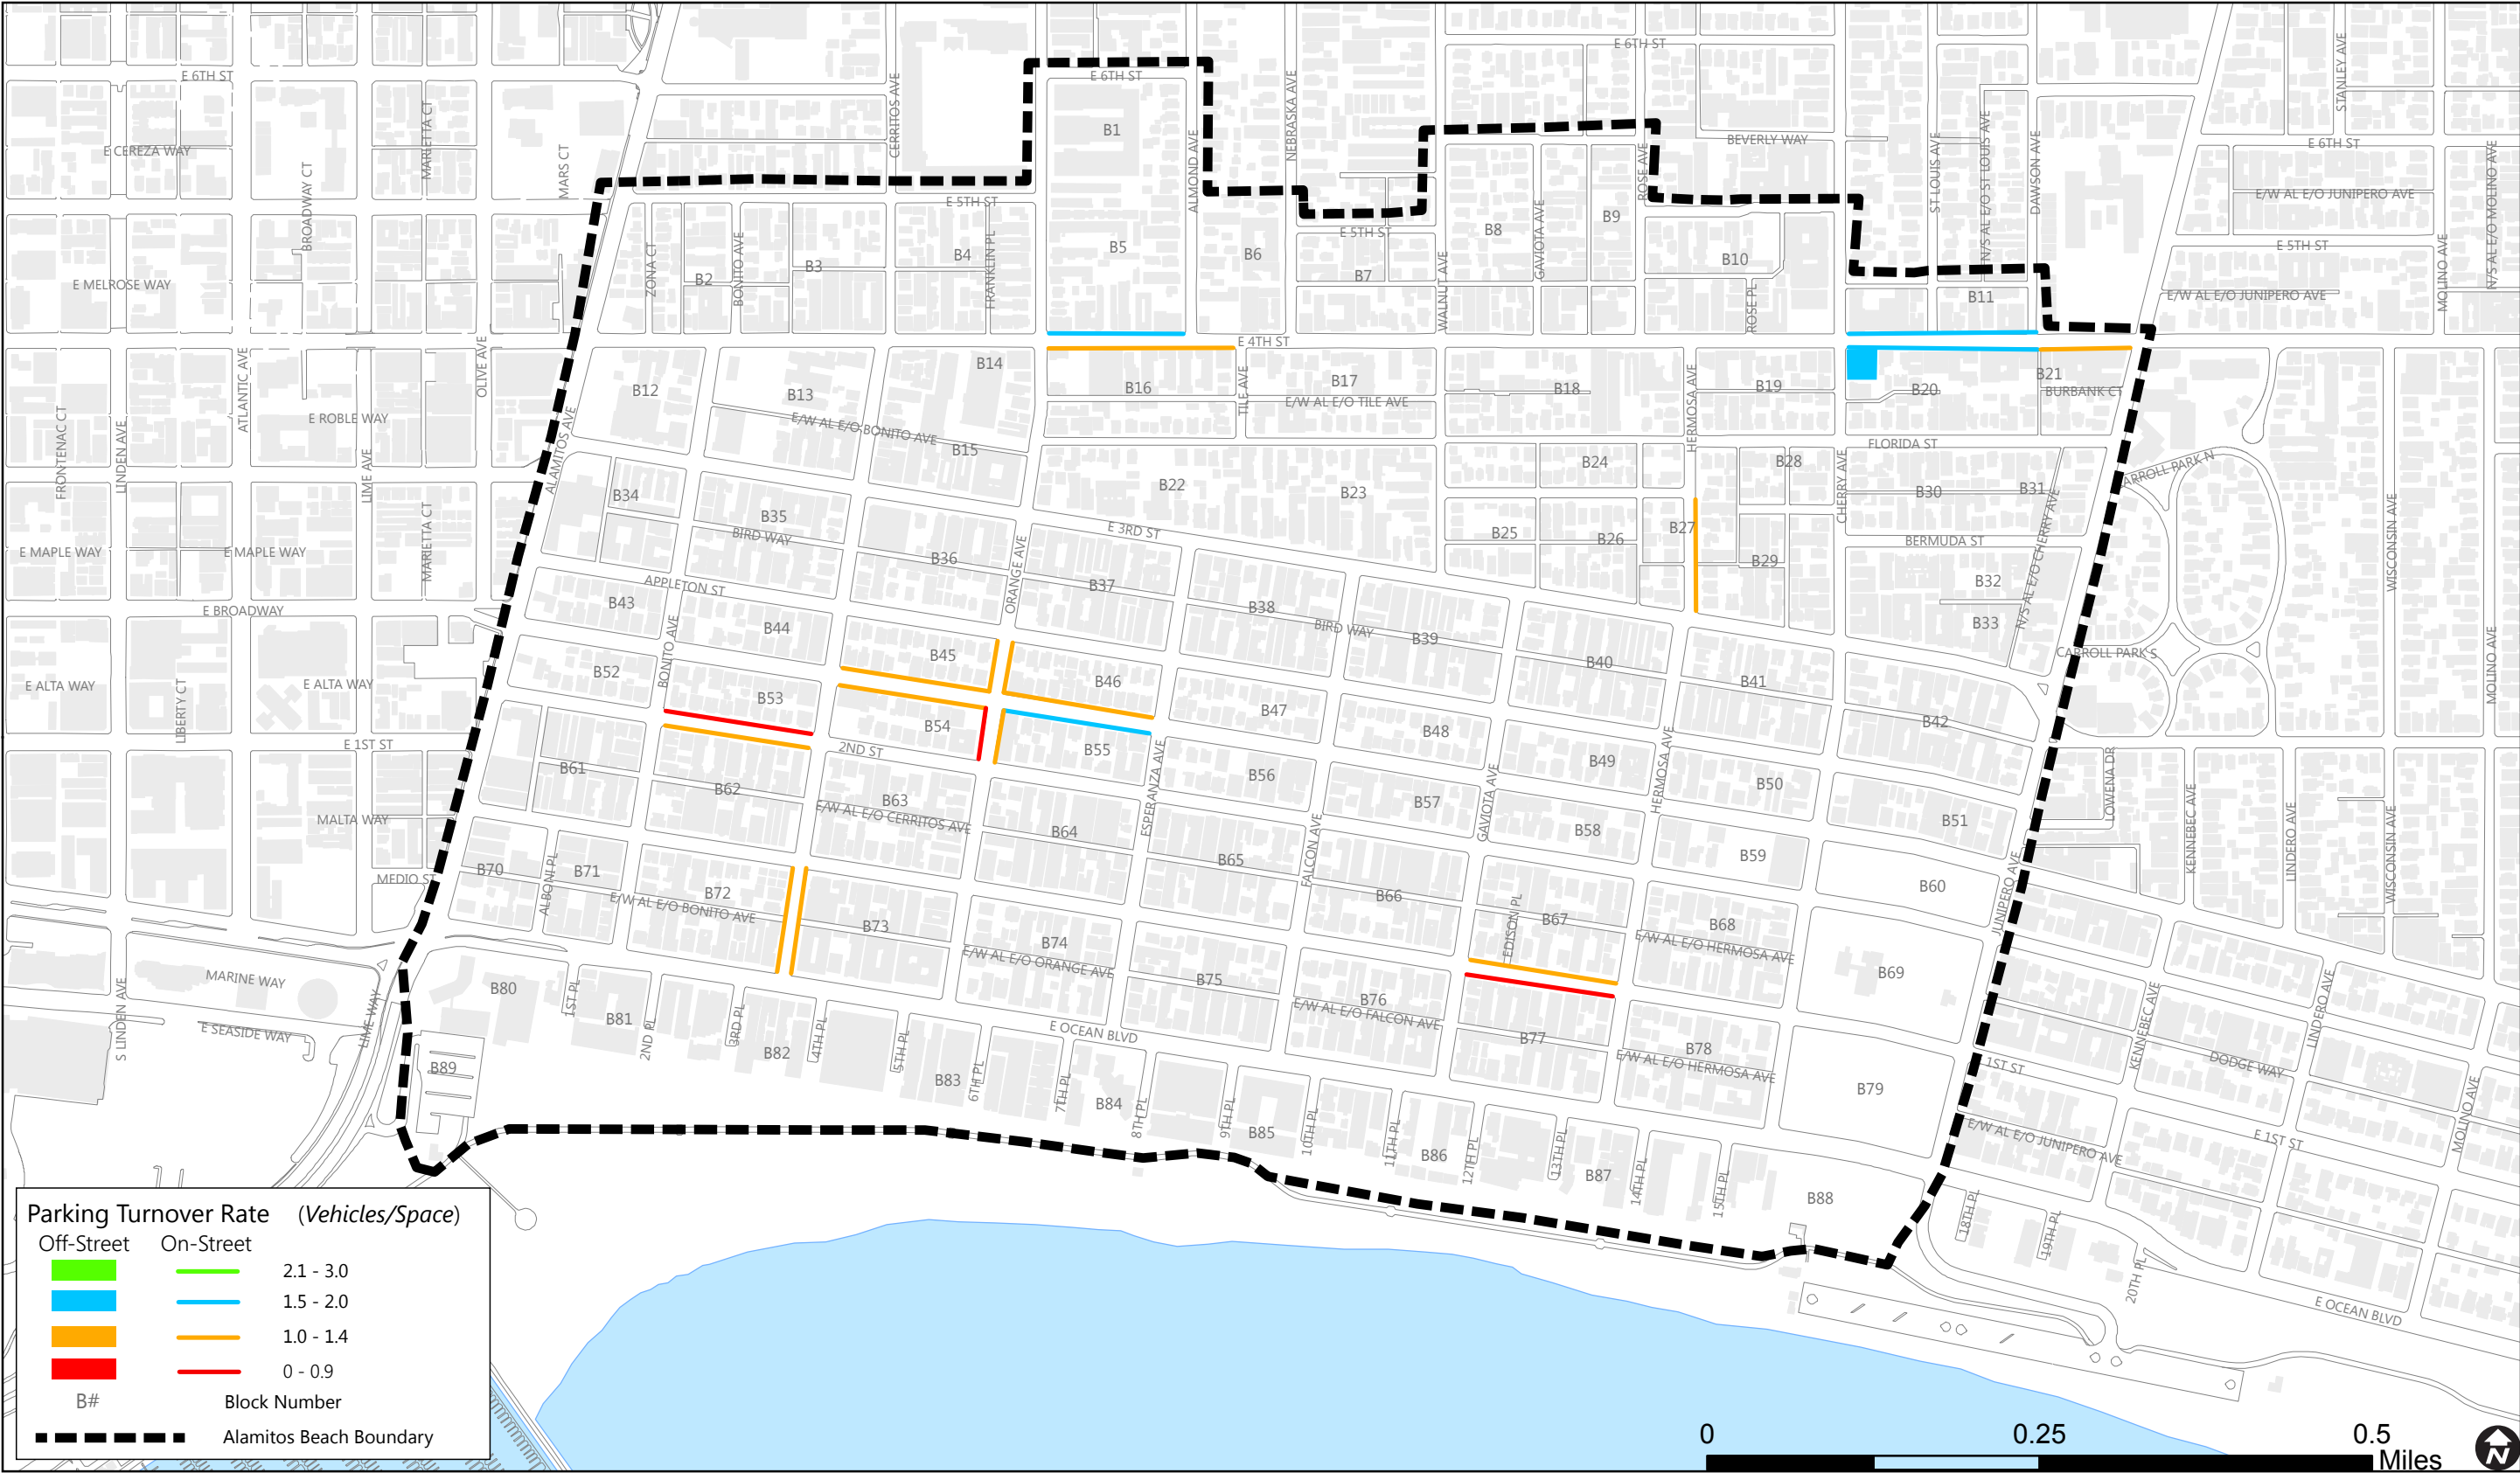 E 6TH ST
E 6TH ST
E 6TH ST
STANLEY AVE
CERRITOS AVE
NEBRASKA AVE
MARIETTA CT
B1
ALMOND AVE
BEVERLY WAY
ST LOUIS AVE
N/S AL E/O ST LOUIS AVE
DAWSON AVE
E 6TH ST
E CEREZA WAY
BROADWAY CT
MARS CT
ROSE AVE
E/W AL E/O JUNIPERO AVE
N/S AL E/O MOLINO AVE
E 5TH ST
E 5TH ST
B8
B9
GAVIOTA AVE
E 5TH ST
MOLINO AVE
ZONA CT
B2
BONITO AVE
B3
B4
FRANKLIN PL
B5
B6
B7
B10
B11
E MELROSE WAY
WALNUT AVE
ROSE PL
E/W AL E/O JUNIPERO AVE
E 4TH ST
OLIVE AVE
ATLANTIC AVE
B12
B13
B14
B16
TILE AVE
B17
B18
HERMOSA AVE
B19
B20
B21
BURBANK CT
E/W AL E/O TILE AVE
FRONTENAC CT
LINDEN AVE
E ROBLE WAY
LIME AVE
ALAMITOS AVE
E/W AL E/O BONITO AVE
B15
FLORIDA ST
CHERRY AVE
B22
B23
B24
B28
B30
B31
ARROLL PARK N
B34
B35
BIRD WAY
B36
ORANGE AVE
E 3RD ST
B25
B26
B27
B29
BERMUDA ST
N/S AL E/O CHERRY AVE
WISCONSIN AVE
E MAPLE WAY
E MAPLE WAY
MARIETTA CT
B37
B32
B33
APPLETON ST
B43
B44
B38
BIRD WAY
B39
E BROADWAY
B40
B41
CARROLL PARK S
MOLINO AVE
B45
B46
B52
BONITO AVE
B53
B54
B47
B48
B42
E ALTA WAY
LIBERTY CT
E ALTA WAY
E 1ST ST
2ND ST
B55
ESPERANZA AVE
B56
B49
HERMOSA AVE
B50
LOWENA DR
B61
B62
B63
E/W AL E/O CERRITOS AVE
B57
GAVIOTA AVE
B58
B51
KENNEBEC AVE
LINDERO AVE
WISCONSIN AVE
MALTA WAY
B64
B65
FALCON AVE
B59
B60
JUNIPERO AVE
MEDIO ST
B70
ALBONI PL
B71
B72
E/W AL E/O BONITO AVE
B73
B66
EDISON PL
B67
B68
E/W AL E/O HERMOSA AVE
B74
E/W AL E/O ORANGE AVE
B69
MARINE WAY
S LINDEN AVE
E SEASIDE WAY
LIME WAY
B80
1ST PL
B81
2ND PL
3RD PL
B82
4TH PL
5TH PL
B75
B76
E/W AL E/O FALCON AVE
B77
B78
E/W AL E/O HERMOSA AVE
KENNEBEC AVE
LINDERO AVE
DODGE WAY
1ST ST
E OCEAN BLVD
B89
B83
6TH PL
7TH PL
B84
8TH PL
9TH PL
B85
10TH PL
11TH PL
B86
12TH PL
13TH PL
B87
14TH PL
15TH PL
B79
B88
E/W AL E/O JUNIPERO AVE
E 1ST ST
MOLINO AVE
18TH PL
19TH PL
20TH PL
E OCEAN BLVD
Parking Turnover Rate (Vehicles/Space)
Off-Street On-Street
2.1 - 3.0
1.5 - 2.0
1.0 - 1.4
0 - 0.9
B# Block Number
Alamitos Beach Boundary
0 0.25 0.5
Miles
N